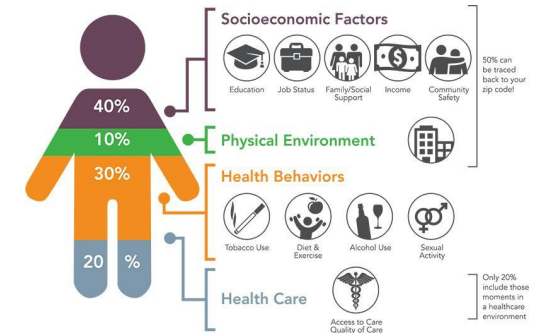 Socioeconomic Factors
Education
Job Status
Family/Social
Support
Income
Community
Safety
50% can
be traced
back to your
zip code!
40%
10%
Physical Environment
30%
Health Behaviors
Tobacco Use
Diet &
Exercise
Alcohol Use
Sexual
Activity
20 %
Health Care
Access to Care
Quality of Care
Only 20%
include those
moments in
a healthcare
environment